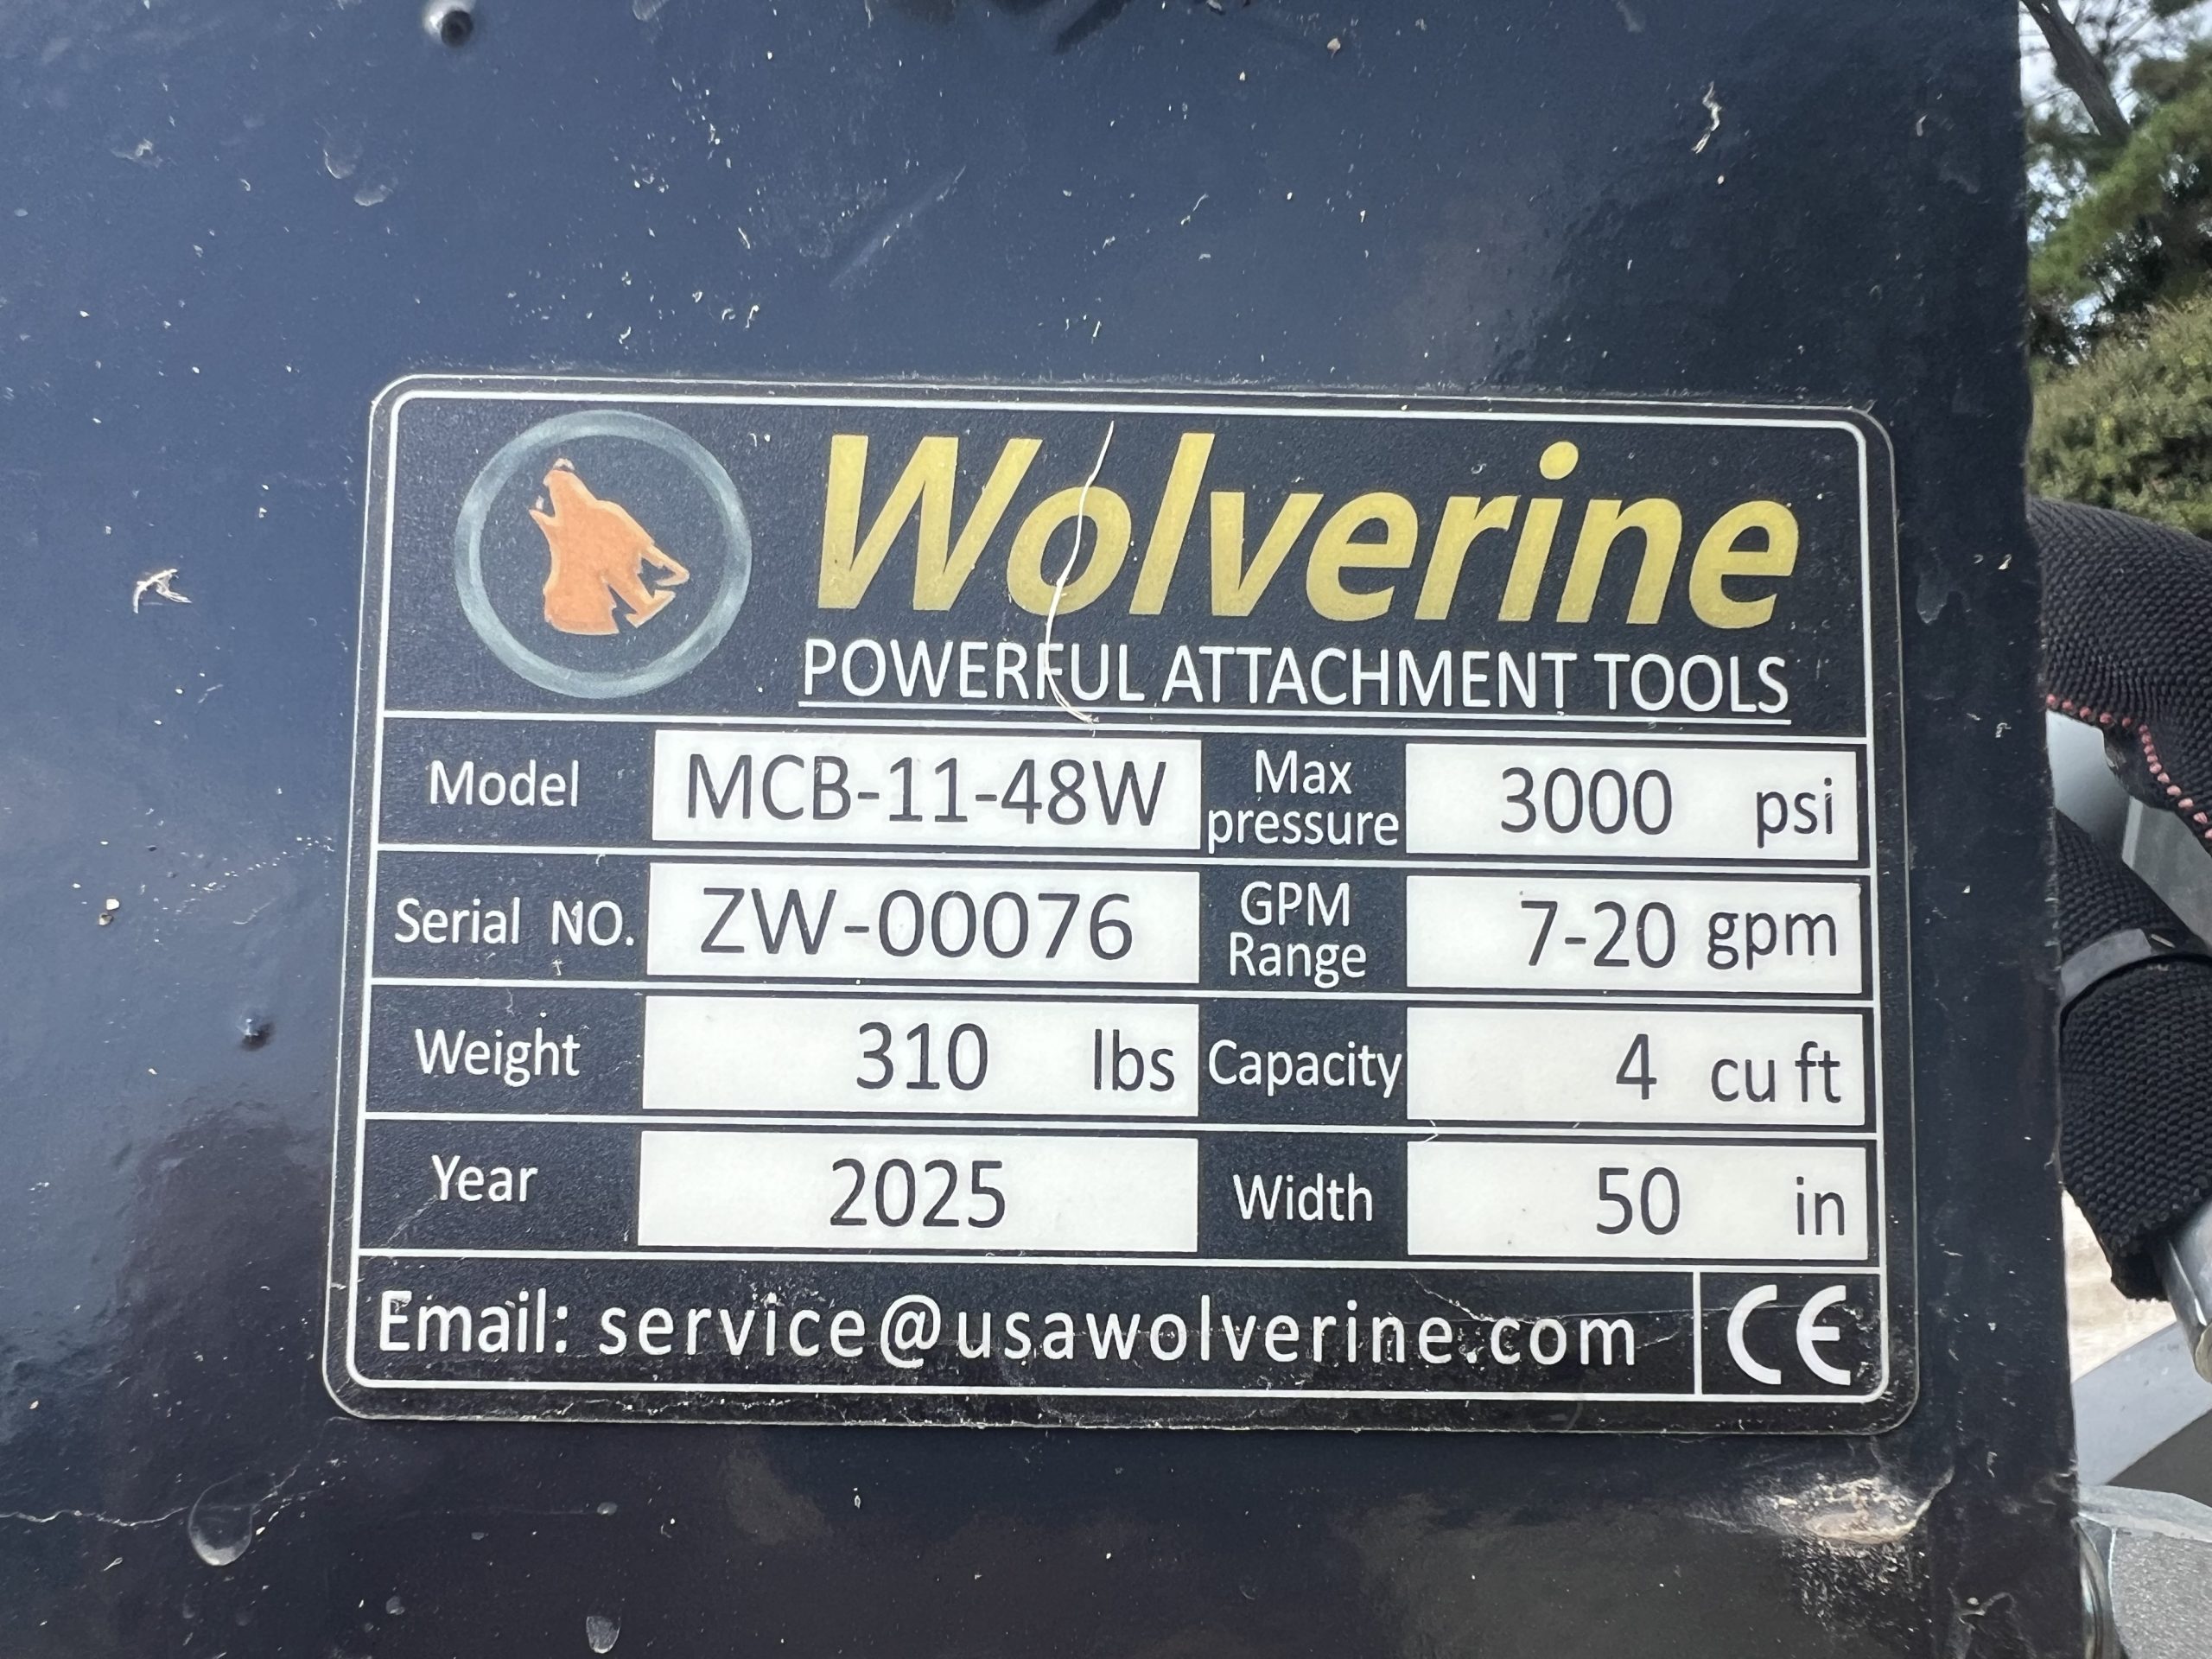 Wolverine
POWERFUL ATTACHMENT TOOLS
Model MCB-11-48W Max pressure 3000 psi
Serial NO. ZW-00076 GPM Range 7-20 gpm
Weight 310 lbs Capacity 4 cu ft
Year 2025 Width 50 in
Email: service@usawolverine.com CE